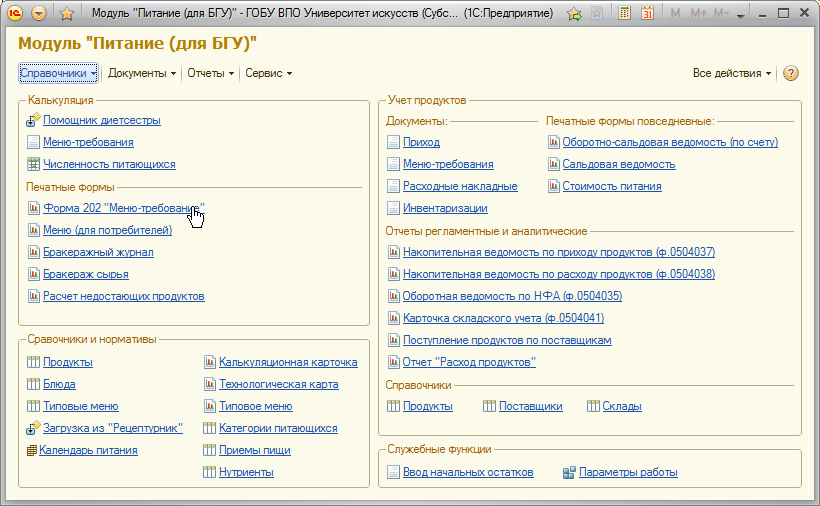 Модуль "Питание (для БГУ)" - ГОБУ ВПО Университет искусств (Субс... (1С:Предприятие)
M M+ M-
Модуль "Питание (для БГУ)"
Справочники Документы Отчеты Сервис Все действия
Калькуляция
Помощник диетсестры
Меню-требования
Численность питающихся
Печатные формы
Форма 202 "Меню-требование"
Меню (для потребителей)
Бракеражный журнал
Бракераж сырья
Расчет недостающих продуктов
Сравочники и нормативы
Продукты Калькуляционная карточка
Блюда Технологическая карта
Типовые меню Типовое меню
Загрузка из "Рецептурник" Категории питающихся
Календарь питания Приемы пищи
Нутриенты
Учет продуктов
Документы: Печатные формы повседневные:
Приход Оборотно-сальдовая ведомость (по счету)
Меню-требования Сальдовая ведомость
Расходные накладные Стоимость питания
Инвентаризации
Отчеты регламентные и аналитические
Накопительная ведомость по приходу продуктов (ф.0504037)
Накопительная ведомость по расходу продуктов (ф.0504038)
Оборотная ведомость по НФА (ф.0504035)
Карточка складского учета (ф.0504041)
Поступление продуктов по поставщикам
Отчет "Расход продуктов"
Справочники
Продукты Поставщики Склады
Служебные функции
Ввод начальных остатков Параметры работы